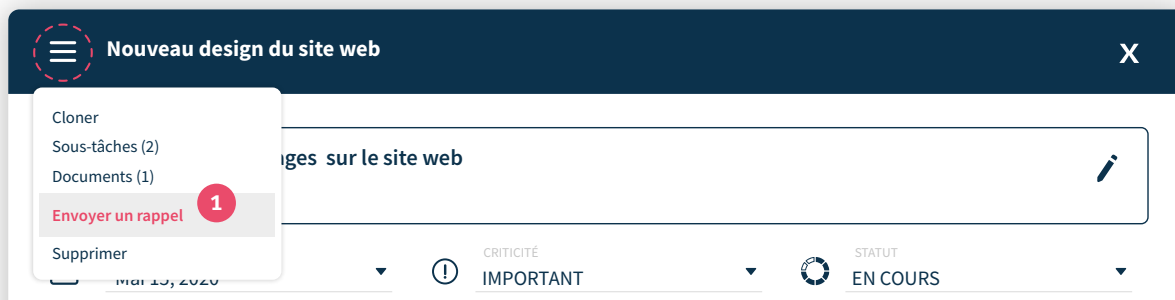 Nouveau design du site web
X
Cloner
Sous-tâches (2)
Documents (1)
Envoyer un rappel
1
Supprimer
sur le site web
CRITICITÉ
IMPORTANT
STATUT
EN COURS